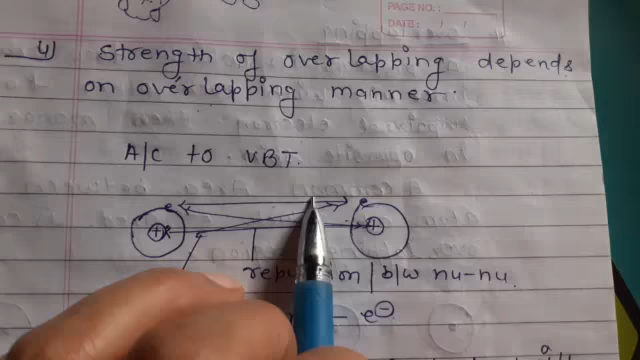 PAGE NO.:
DATE: / /
4) Strength of overlapping depends
on overlapping manner.
A/C to VBT.
e e
+ +
b/w nu-nu.
e⊖